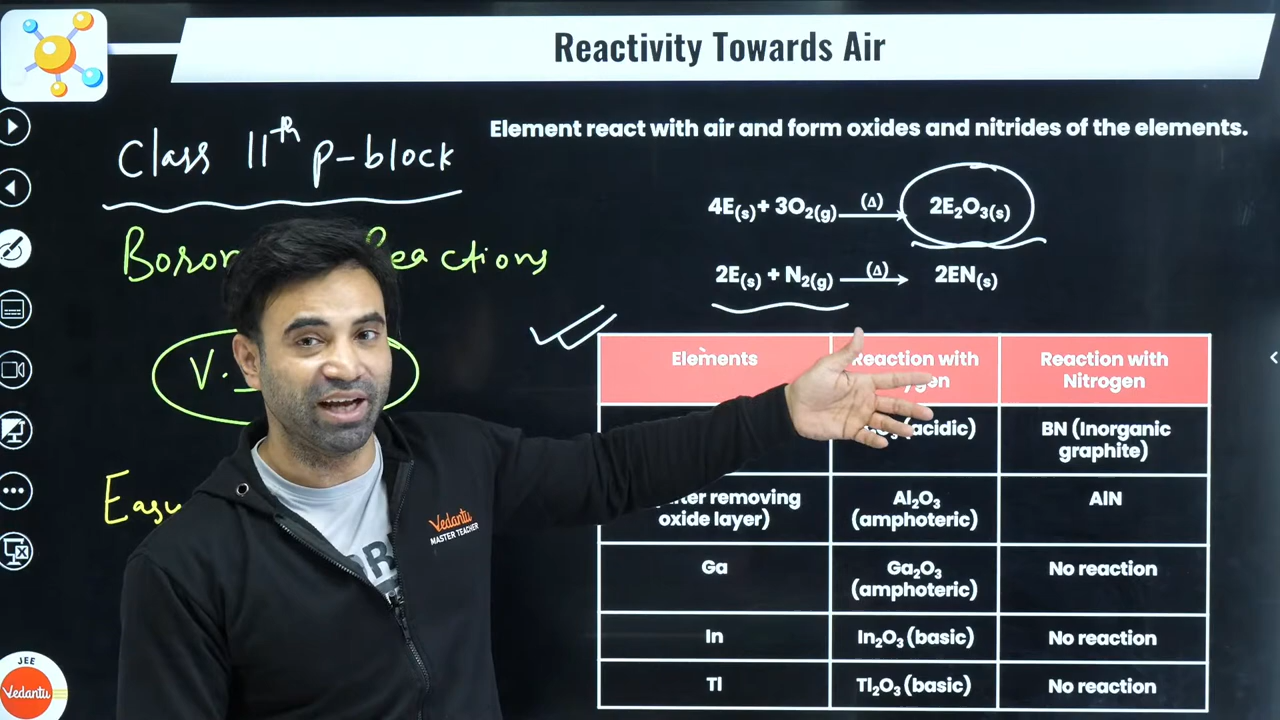 Reactivity Towards Air
Class 11th p-block
Element react with air and form oxides and nitrides of the elements.
4E(s)+ 3O2(g) (Δ) 2E2O3(s)
Boron Reactions
2E(s) + N2(g) (Δ) 2EN(s)
V.
Elements
Reaction with
Reaction with
Nitrogen
(acidic)
BN (Inorganic
graphite)
removing
oxide layer)
Al2O3
(amphoteric)
AlN
Ga
Ga2O3
(amphoteric)
No reaction
In
In2O3 (basic)
No reaction
Tl
Tl2O3 (basic)
No reaction
Vedantu
MASTER TEACHER
JEE
Vedantu